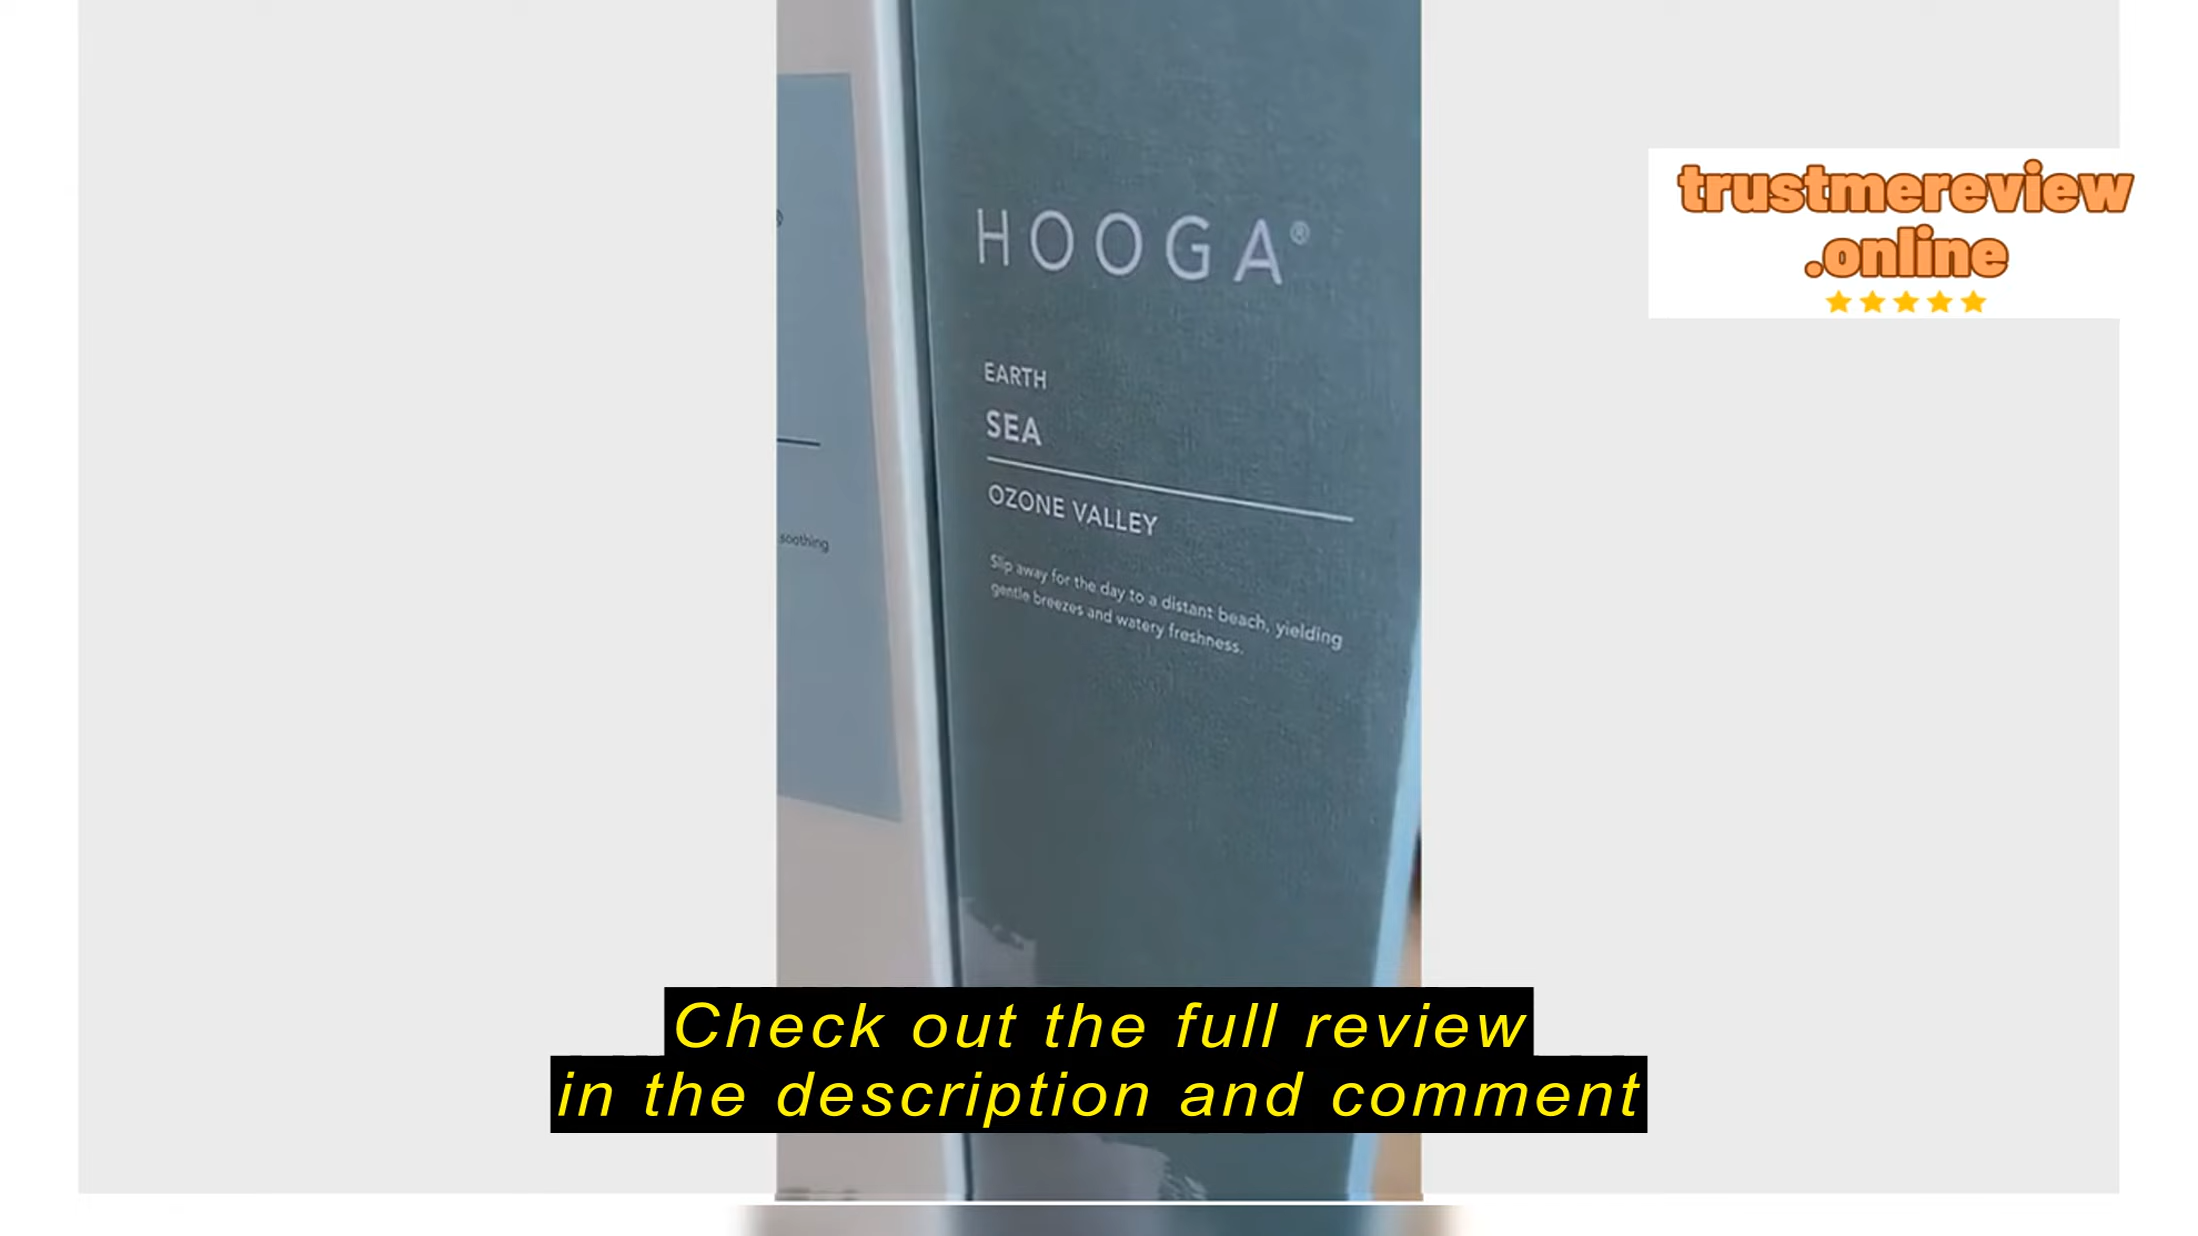 trustmereview
.online
HOOGA®
EARTH
SEA
OZONE VALLEY
soothing
Slip away for the day to a distant beach, yielding
gentle breezes and watery freshness.
Check out the full review
in the description and comment